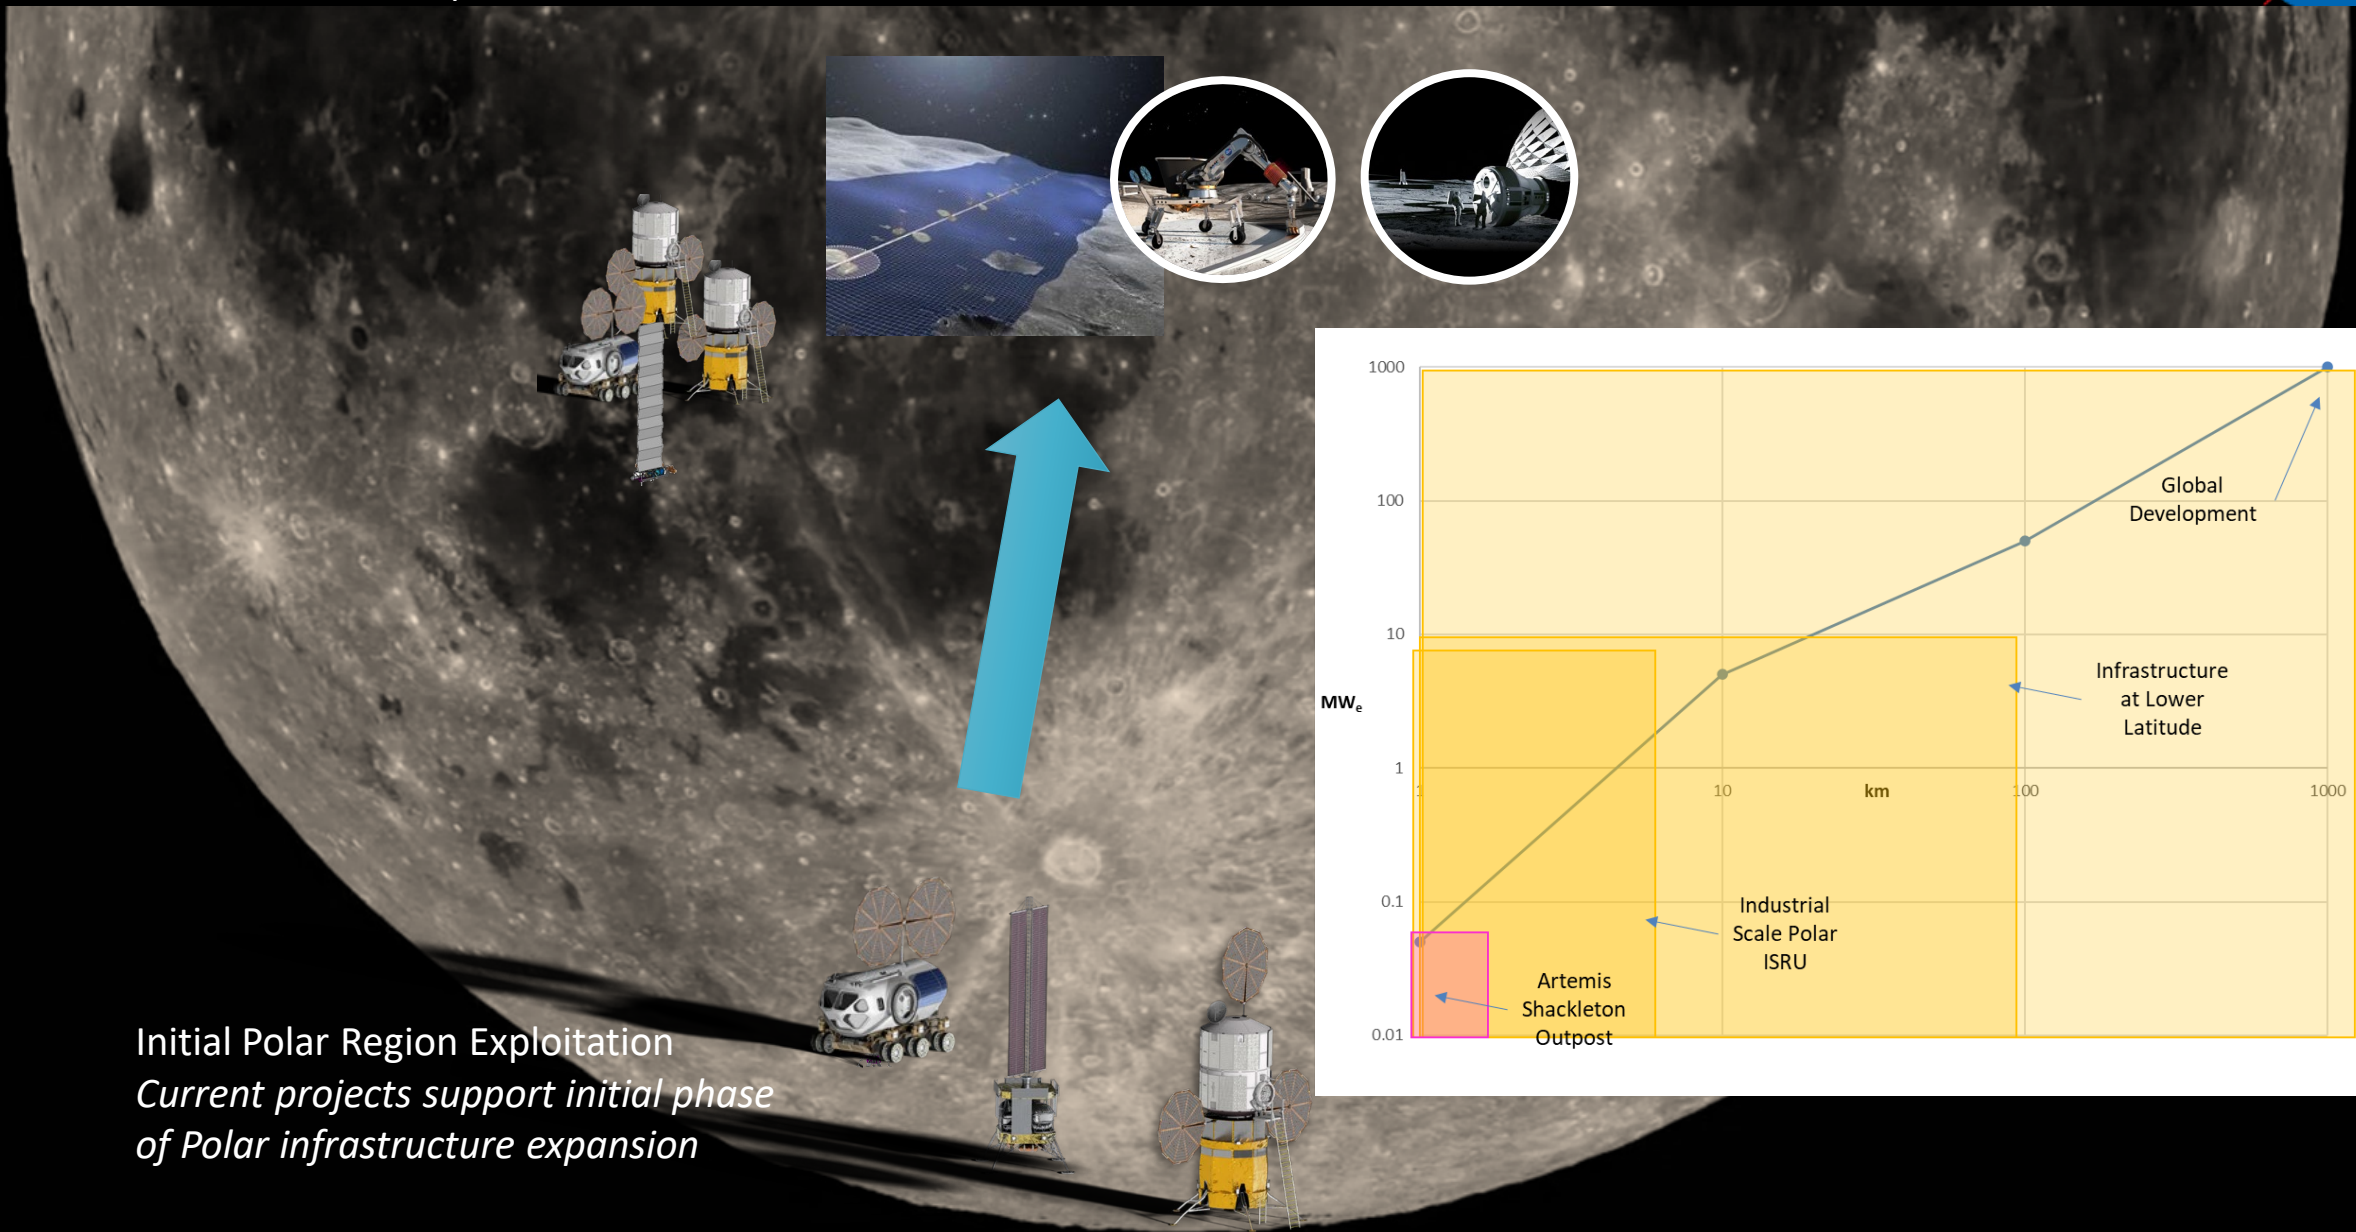 1000
100
10
1
0.1
0.01
MWe
10
km
100
1000
Global
Development
Infrastructure
at Lower
Latitude
Industrial
Scale Polar
ISRU
Artemis
Shackleton
Outpost
Initial Polar Region Exploitation
Current projects support initial phase
of Polar infrastructure expansion